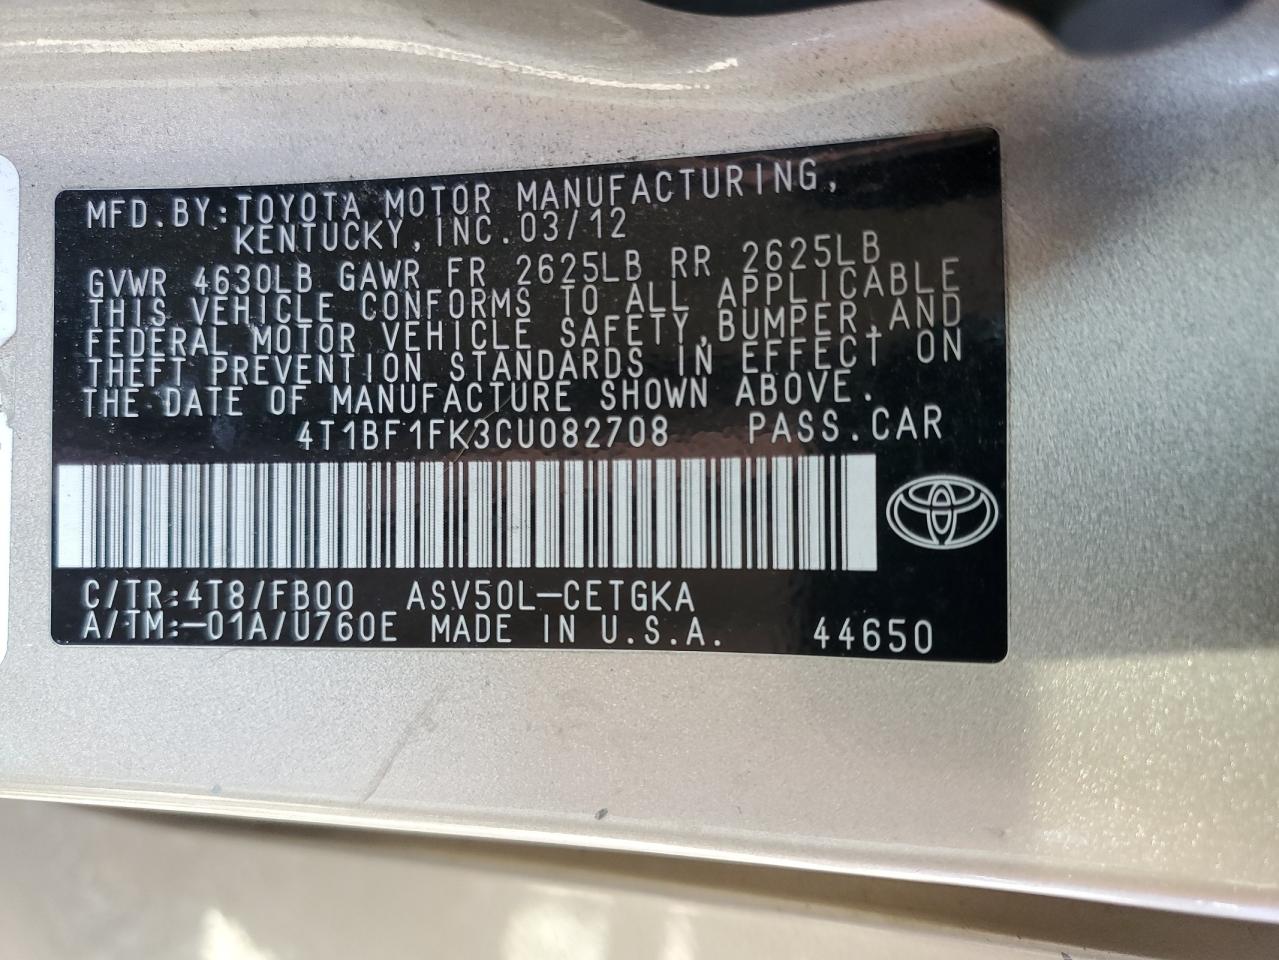 MFD.BY:TOYOTA MOTOR MANUFACTURING,
KENTUCKY,INC.03/12
GVWR 4630LB GAWR FR 2625LB RR 2625LB
THIS VEHICLE CONFORMS TO ALL APPLICABLE
FEDERAL MOTOR VEHICLE SAFETY,BUMPER,AND
THEFT PREVENTION STANDARDS IN EFFECT ON
THE DATE OF MANUFACTURE SHOWN ABOVE.
4T1BF1FK3CU082708 PASS.CAR
C/TR:4T8/FB00 ASV50L-CETGKA
A/TM:-01A/U760E MADE IN U.S.A. 44650